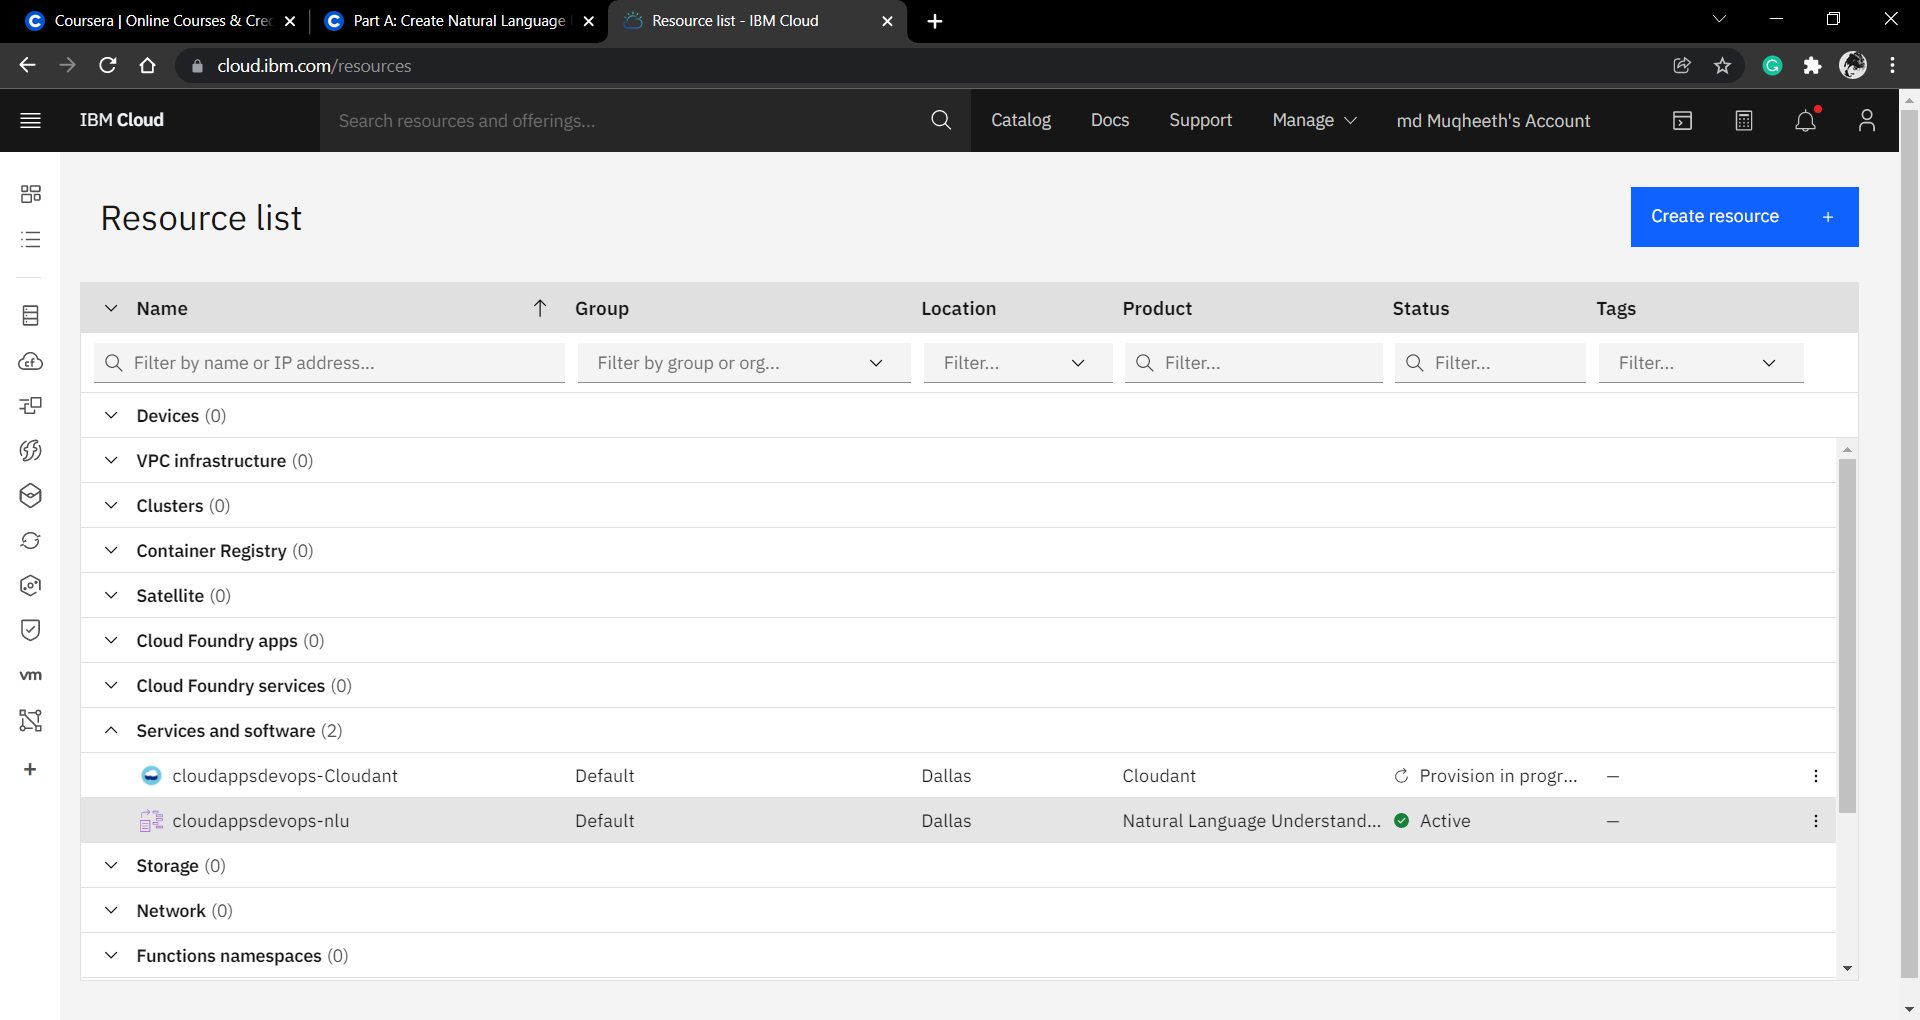 Coursera | Online Courses & Cre
Part A: Create Natural Language
Resource list - IBM Cloud
cloud.ibm.com/resources
IBM Cloud
Search resources and offerings...
Catalog
Docs
Support
Manage
md Muqheeth's Account
Resource list
Create resource +
Name
Group
Location
Product
Status
Tags
Filter by name or IP address...
Filter by group or org...
Filter...
Filter...
Filter...
Filter...
Devices (0)
VPC infrastructure (0)
Clusters (0)
Container Registry (0)
Satellite (0)
Cloud Foundry apps (0)
Cloud Foundry services (0)
vm
Services and software (2)
cloudappsdevops-Cloudant Default Dallas Cloudant Provision in progr... —
cloudappsdevops-nlu Default Dallas Natural Language Understand... Active —
Storage (0)
Network (0)
Functions namespaces (0)